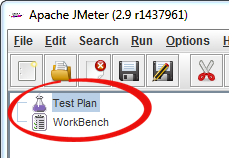 Apache JMeter (2.9 r1437961)
File Edit Search Run Options
Test Plan
WorkBench